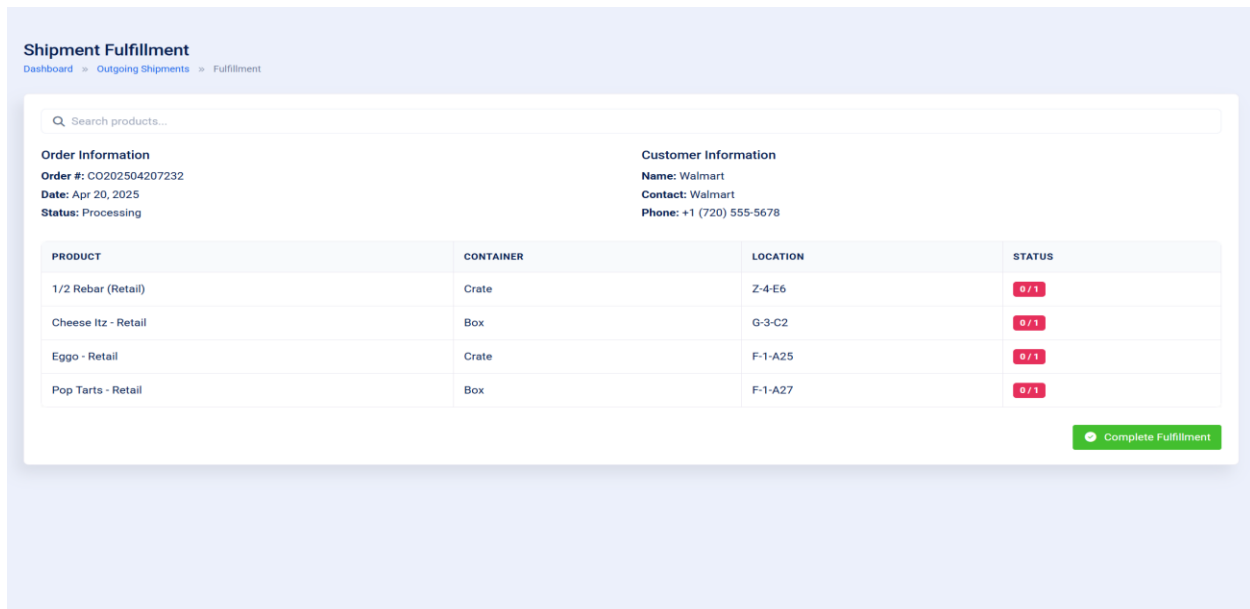 Shipment Fulfillment
Dashboard » Outgoing Shipments » Fulfillment
Search products...
Order Information
Order #: CO202504207232
Date: Apr 20, 2025
Status: Processing
Customer Information
Name: Walmart
Contact: Walmart
Phone: +1 (720) 555-5678
PRODUCT CONTAINER LOCATION STATUS
1/2 Rebar (Retail) Crate Z-4-E6 0 / 1
Cheese Itz - Retail Box G-3-C2 0 / 1
Eggo - Retail Crate F-1-A25 0 / 1
Pop Tarts - Retail Box F-1-A27 0 / 1
Complete Fulfillment